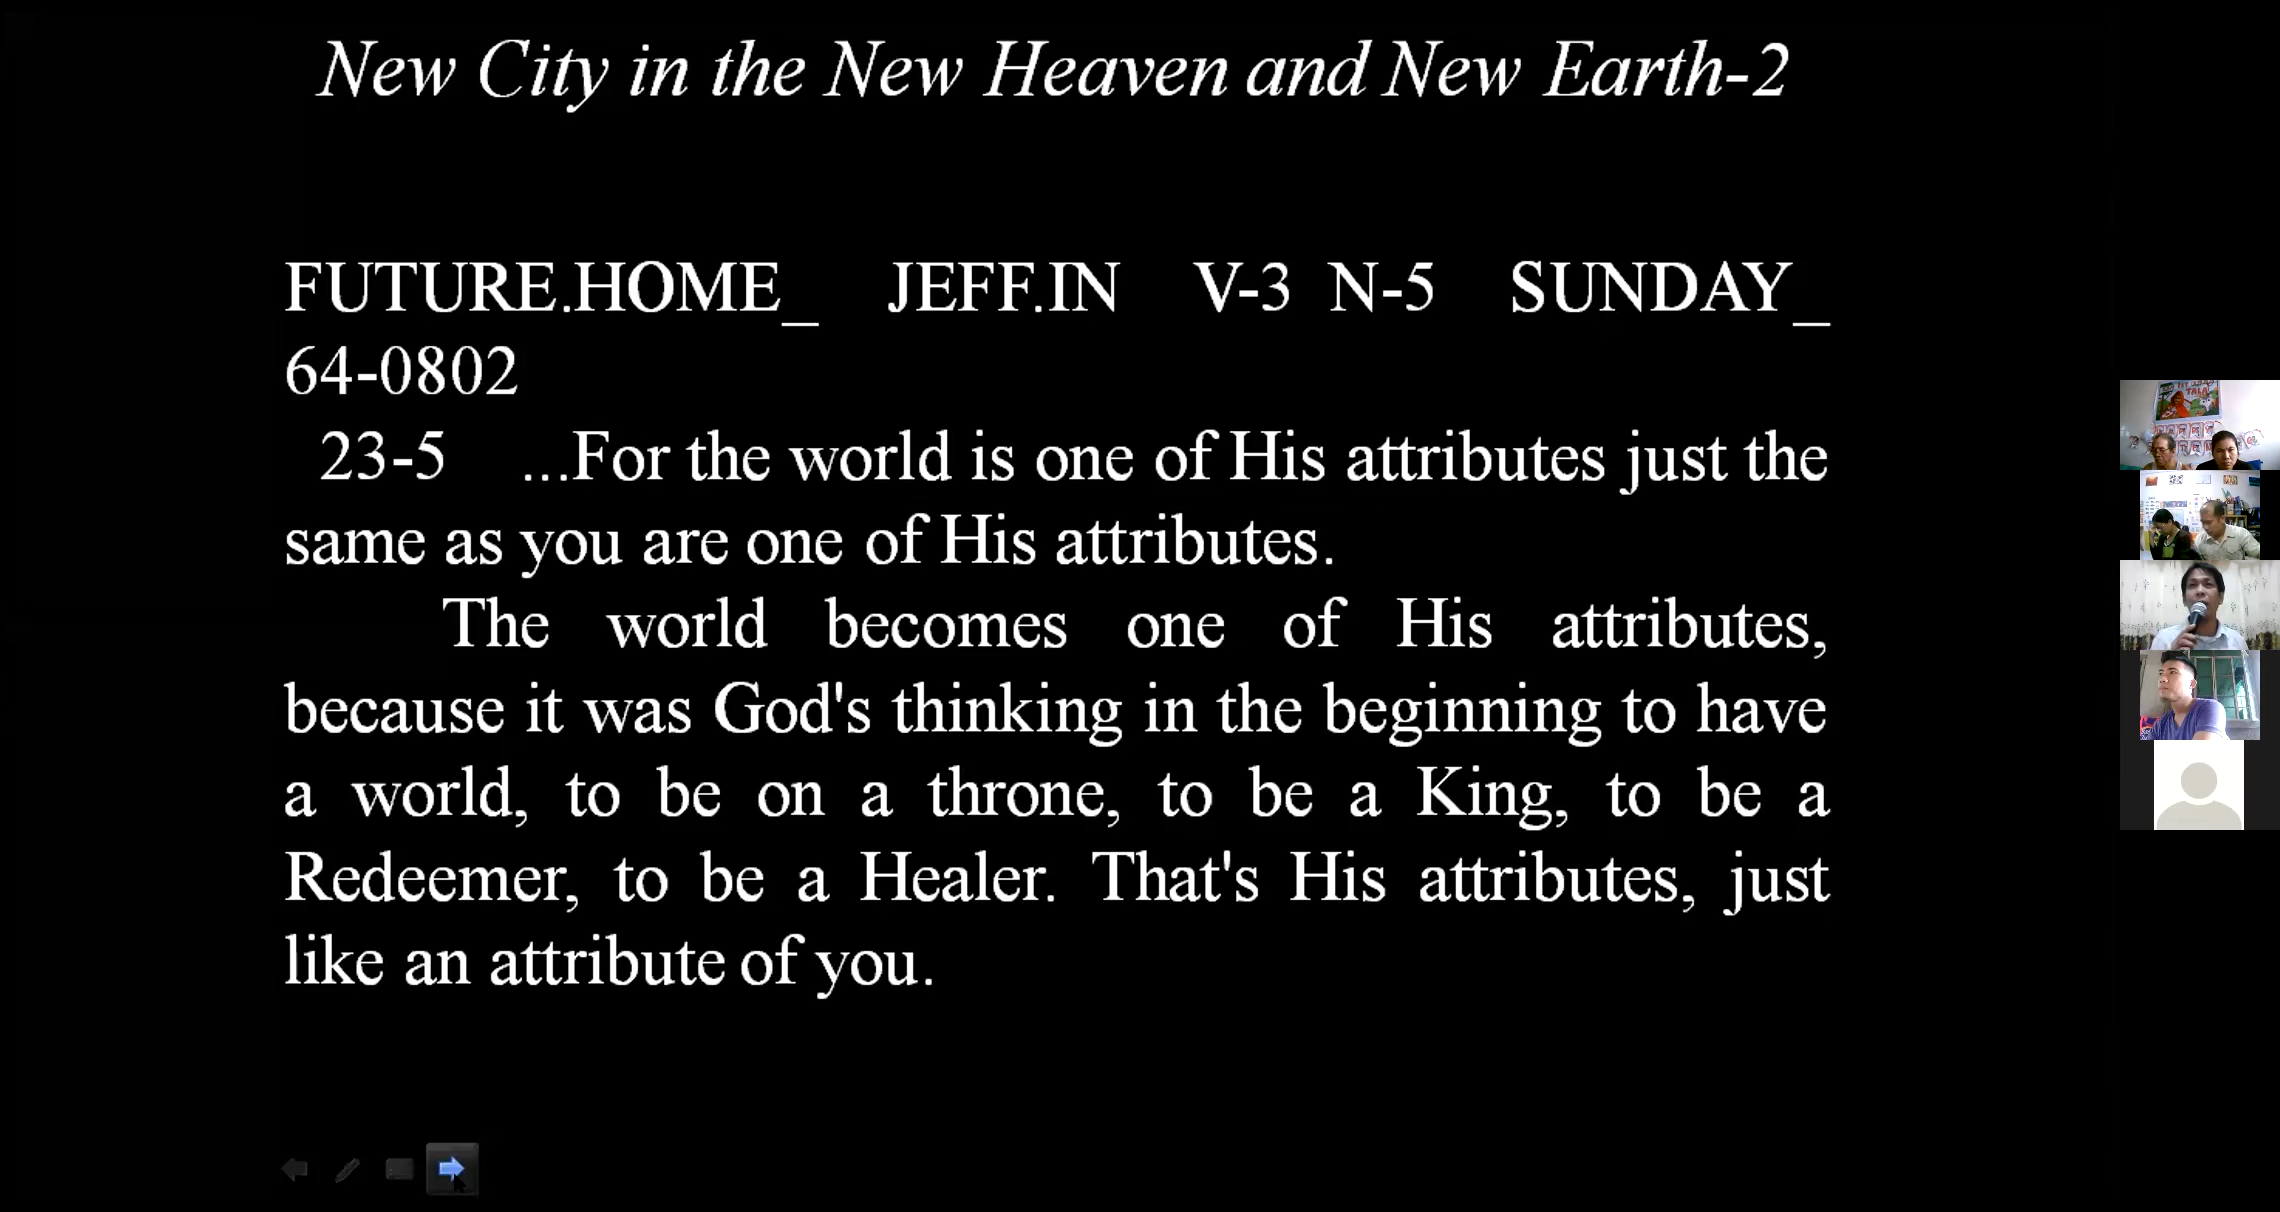 New City in the New Heaven and New Earth-2
FUTURE.HOME_ JEFF.IN V-3 N-5 SUNDAY_
64-0802
23-5 ...For the world is one of His attributes just the
same as you are one of His attributes.
The world becomes one of His attributes,
because it was God's thinking in the beginning to have
a world, to be on a throne, to be a King, to be a
Redeemer, to be a Healer. That's His attributes, just
like an attribute of you.
TALA